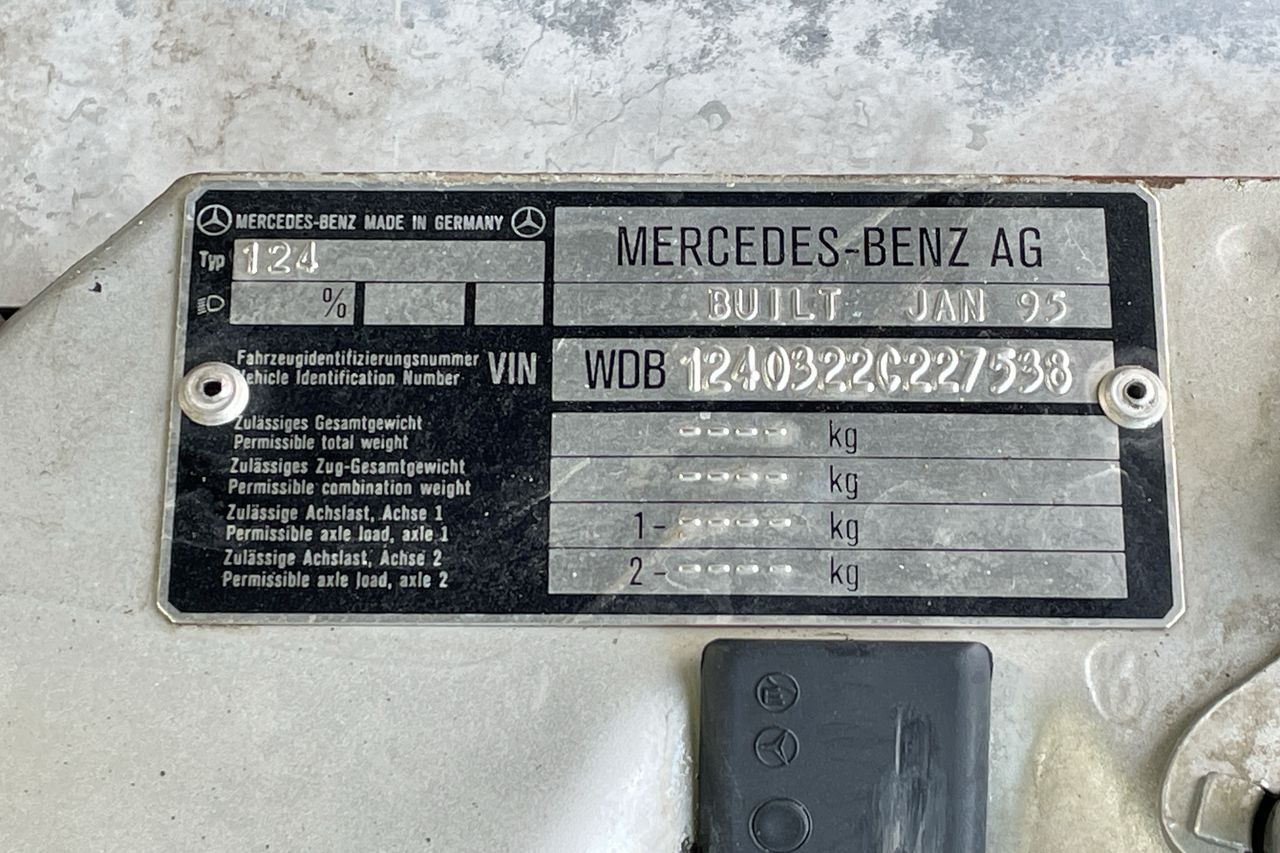 MERCEDES-BENZ MADE IN GERMANY
Typ 124
%
MERCEDES-BENZ AG
BUILT JAN 95
Fahrzeugidentifizierungsnummer
Vehicle Identification Number
VIN WDB 1240322C227538
Zulässiges Gesamtgewicht
Permissible total weight
---- kg
Zulässiges Zug-Gesamtgewicht
Permissible combination weight
---- kg
Zulässige Achslast, Achse 1
Permissible axle load, axle 1
1- ---- kg
Zulässige Achslast, Achse 2
Permissible axle load, axle 2
2- ---- kg